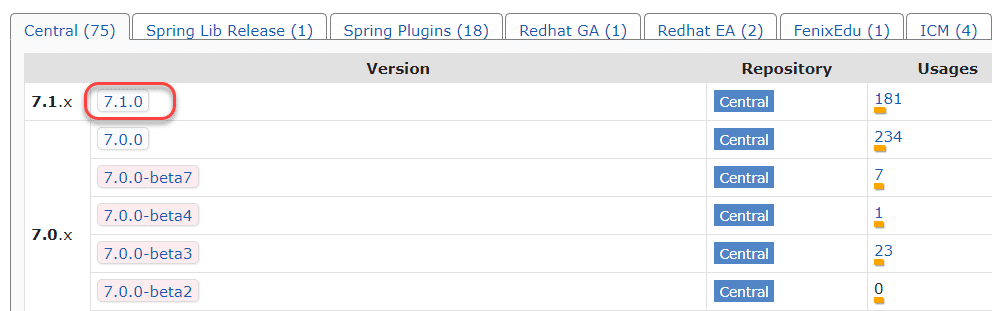 Central (75) Spring Lib Release (1) Spring Plugins (18) Redhat GA (1) Redhat EA (2) FenixEdu (1) ICM (4)
Version Repository Usages
7.1.x 7.1.0 Central 181
7.0.0 Central 234
7.0.0-beta7 Central 7
7.0.0-beta4 Central 1
7.0.x
7.0.0-beta3 Central 23
7.0.0-beta2 Central 0